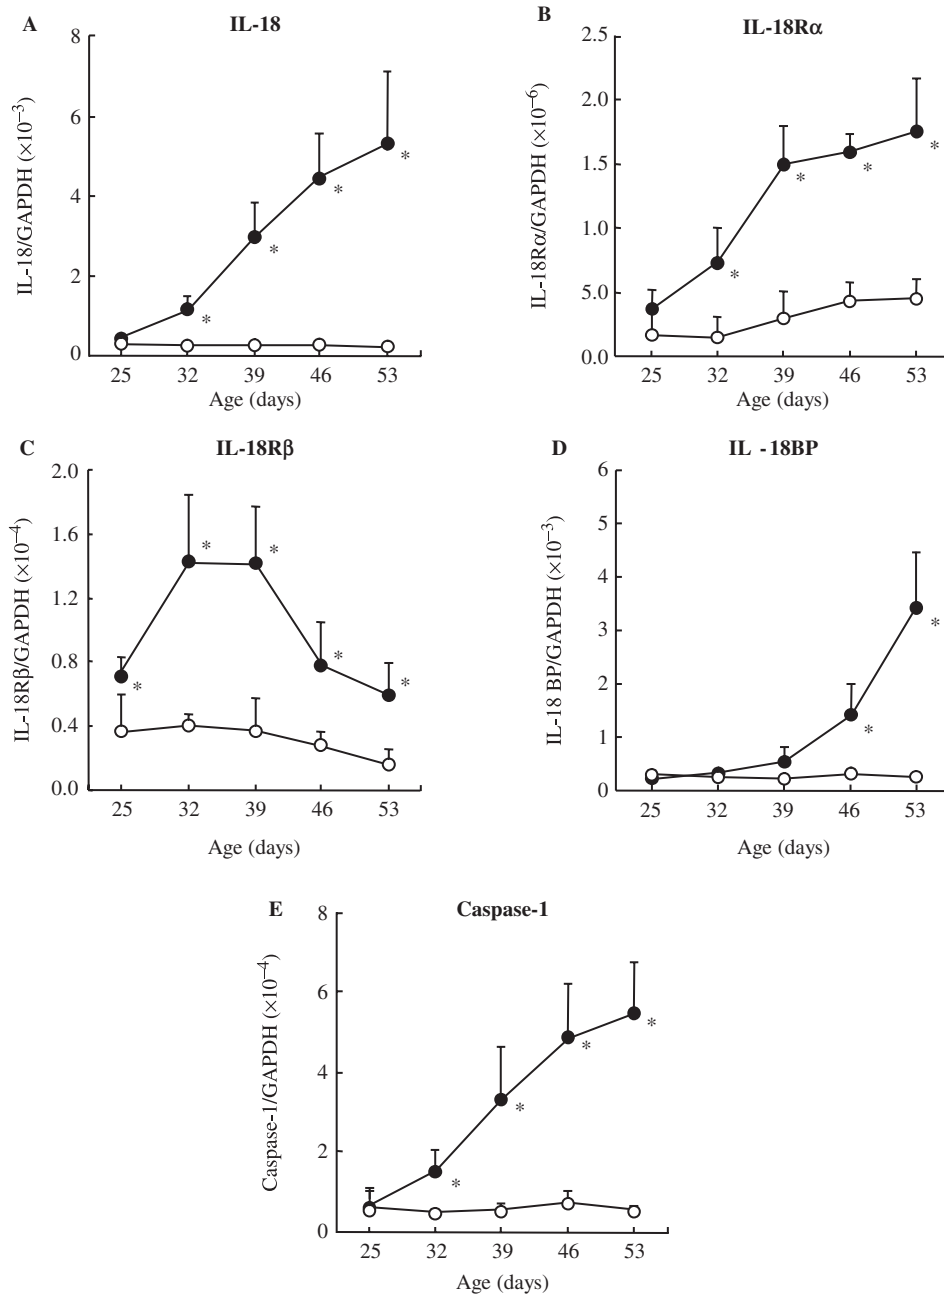 A
IL-18
8
6
4
2
0
IL-18/GAPDH (×10–3)
25 32 39 46 53
Age (days)
*
*
*
*
B
IL-18Rα
2.5
2.0
1.5
1.0
5.0
0.0
IL-18Rα/GAPDH (×10–6)
25 32 39 46 53
Age (days)
*
*
*
*
C
IL-18Rβ
2.0
1.6
1.2
0.8
0.4
0.0
IL-18Rβ/GAPDH (×10–4)
25 32 39 46 53
Age (days)
*
*
*
*
*
D
IL -18BP
6
5
4
3
2
1
0
IL-18 BP/GAPDH (×10–3)
25 32 39 46 53
Age (days)
*
*
E
Caspase-1
8
6
4
2
0
Caspase-1/GAPDH (×10–4)
25 32 39 46 53
Age (days)
*
*
*
*